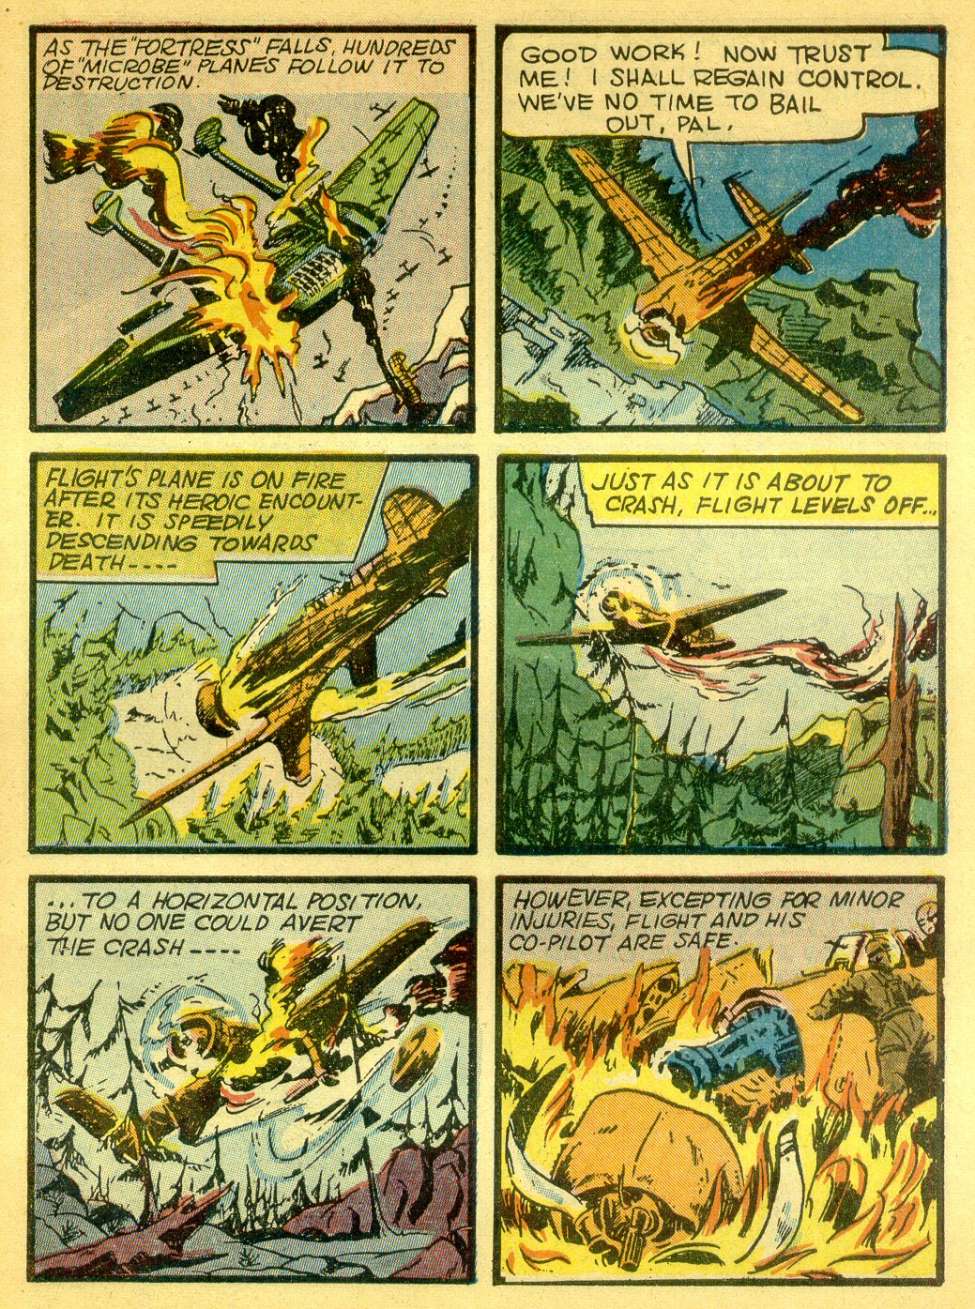 AS THE "FORTRESS" FALLS, HUNDREDS
OF "MICROBE" PLANES FOLLOW IT TO
DESTRUCTION.
GOOD WORK! NOW TRUST
ME! I SHALL REGAIN CONTROL.
WE'VE NO TIME TO BAIL
OUT, PAL.
FLIGHT'S PLANE IS ON FIRE
AFTER ITS HEROIC ENCOUNT-
ER. IT IS SPEEDILY
DESCENDING TOWARDS
DEATH----
JUST AS IT IS ABOUT TO
CRASH, FLIGHT LEVELS OFF...
...TO A HORIZONTAL POSITION,
BUT NO ONE COULD AVERT
THE CRASH----
HOWEVER, EXCEPTING FOR MINOR
INJURIES, FLIGHT AND HIS
CO-PILOT ARE SAFE.